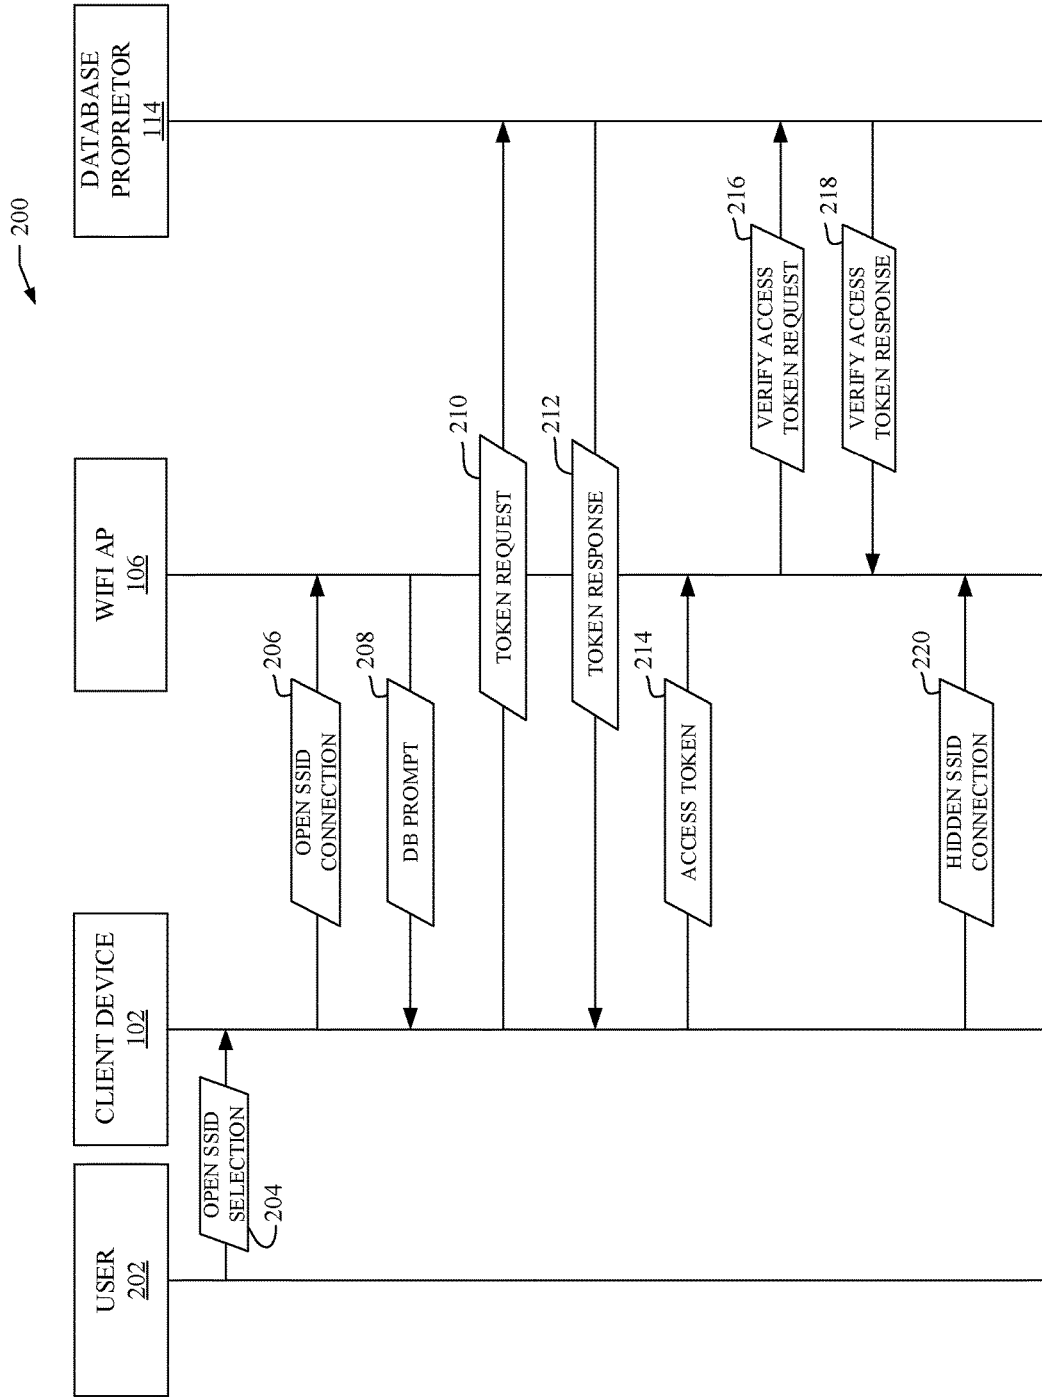 200
USER
202
CLIENT DEVICE
102
WIFI AP
106
DATABASE
PROPRIETOR
114
OPEN SSID
SELECTION
204
OPEN SSID
CONNECTION
206
DB PROMPT
208
TOKEN REQUEST
210
TOKEN RESPONSE
212
ACCESS TOKEN
214
VERIFY ACCESS
TOKEN REQUEST
216
VERIFY ACCESS
TOKEN RESPONSE
218
HIDDEN SSID
CONNECTION
220